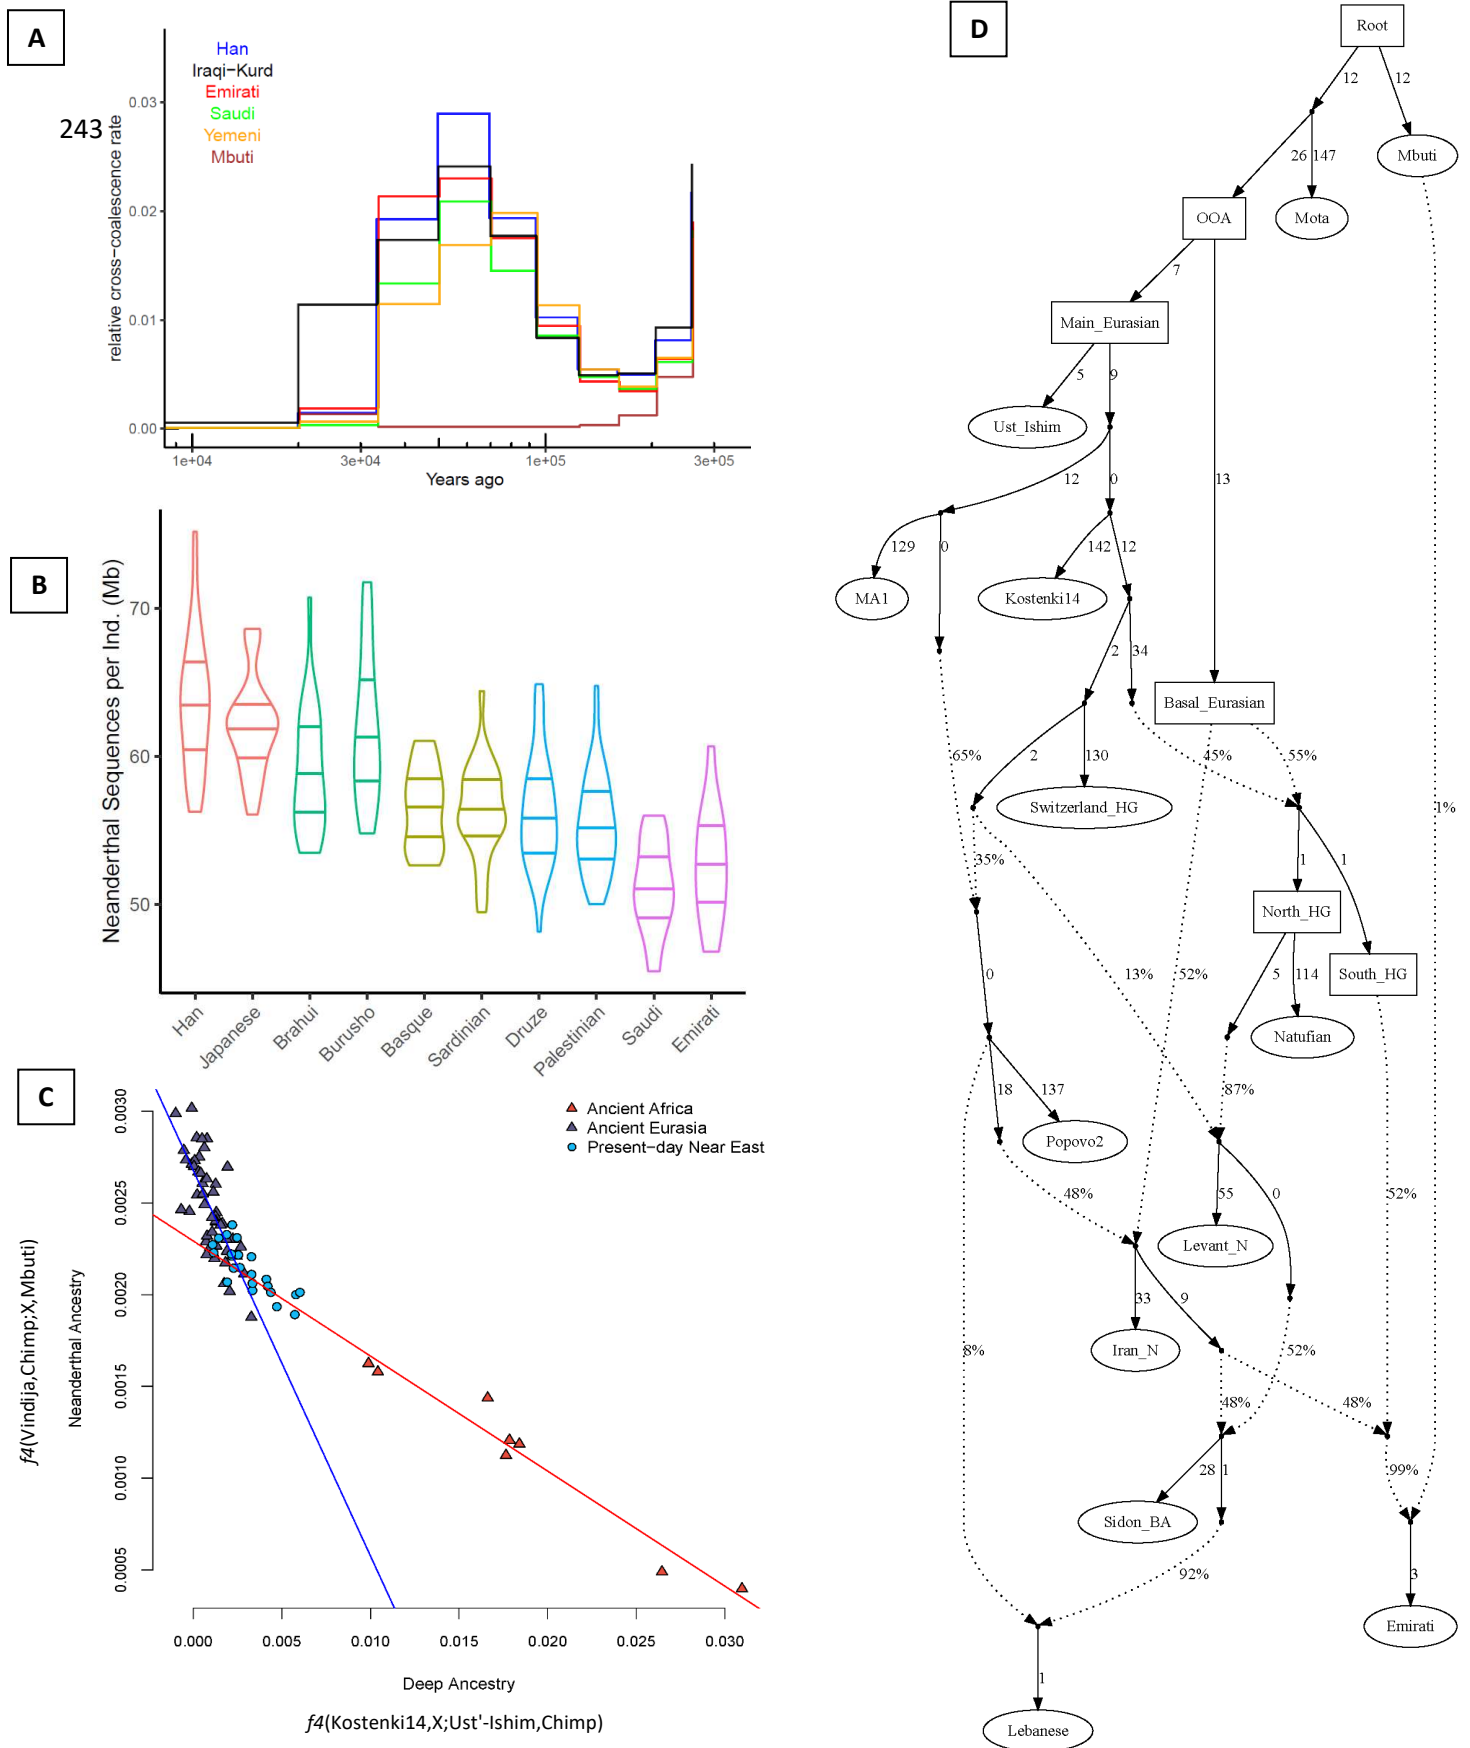 A
Han
Iraqi−Kurd
Emirati
Saudi
Yemeni
Mbuti
243
relative cross−coalescence rate
0.03
0.02
0.01
0.00
1e+04
3e+04
1e+05
3e+05
Years ago
B
Neanderthal Sequences per Ind. (Mb)
70
60
50
Han
Japanese
Brahui
Burusho
Basque
Sardinian
Druze
Palestinian
Saudi
Emirati
C
Ancient Africa
Ancient Eurasia
Present−day Near East
f4(Vindija,Chimp;X,Mbuti)
Neanderthal Ancestry
0.0030
0.0025
0.0020
0.0015
0.0010
0.0005
0.000
0.005
0.010
0.015
0.020
0.025
0.030
Deep Ancestry
f4(Kostenki14,X;Ust'-Ishim,Chimp)
D
Root
12
12
Mbuti
26
147
OOA
Mota
7
Main_Eurasian
5
9
Ust_Ishim
12
0
13
129
0
142
12
MA1
Kostenki14
2
34
Basal_Eurasian
65%
2
130
45%
55%
Switzerland_HG
1%
35%
1
1
North_HG
0
13%
52%
5
114
South_HG
Natufian
18
137
87%
Popovo2
48%
55
0
52%
Levant_N
33
9
Iran_N
8%
52%
48%
48%
28
1
99%
Sidon_BA
92%
3
Emirati
1
Lebanese